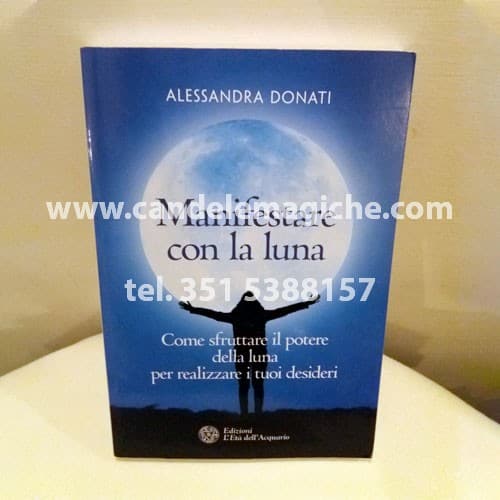 ALESSANDRA DONATI
www.candelemagiche.com
Manifestare
con la luna
tel. 351 5388157
Come sfruttare il potere
della luna
per realizzare i tuoi desideri
Edizioni
L'Età dell'Acquario